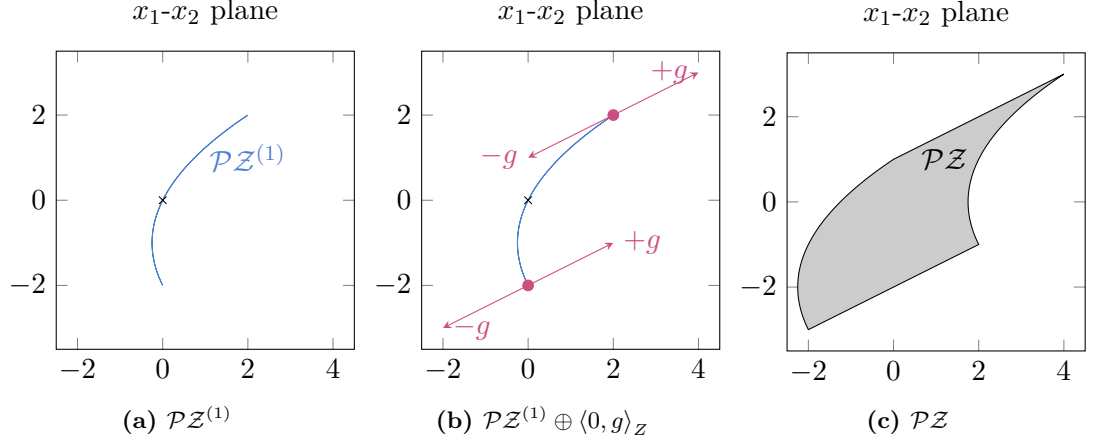 x₁-x₂ plane
x₁-x₂ plane
x₁-x₂ plane
2
0
−2
−2
0
2
4
𝒫𝒵⁽¹⁾
2
0
−2
−2
0
2
4
+g
−g
+g
−g
2
0
−2
−2
0
2
4
𝒫𝒵
(a) 𝒫𝒵⁽¹⁾
(b) 𝒫𝒵⁽¹⁾ ⊕ ⟨0, g⟩_Z
(c) 𝒫𝒵